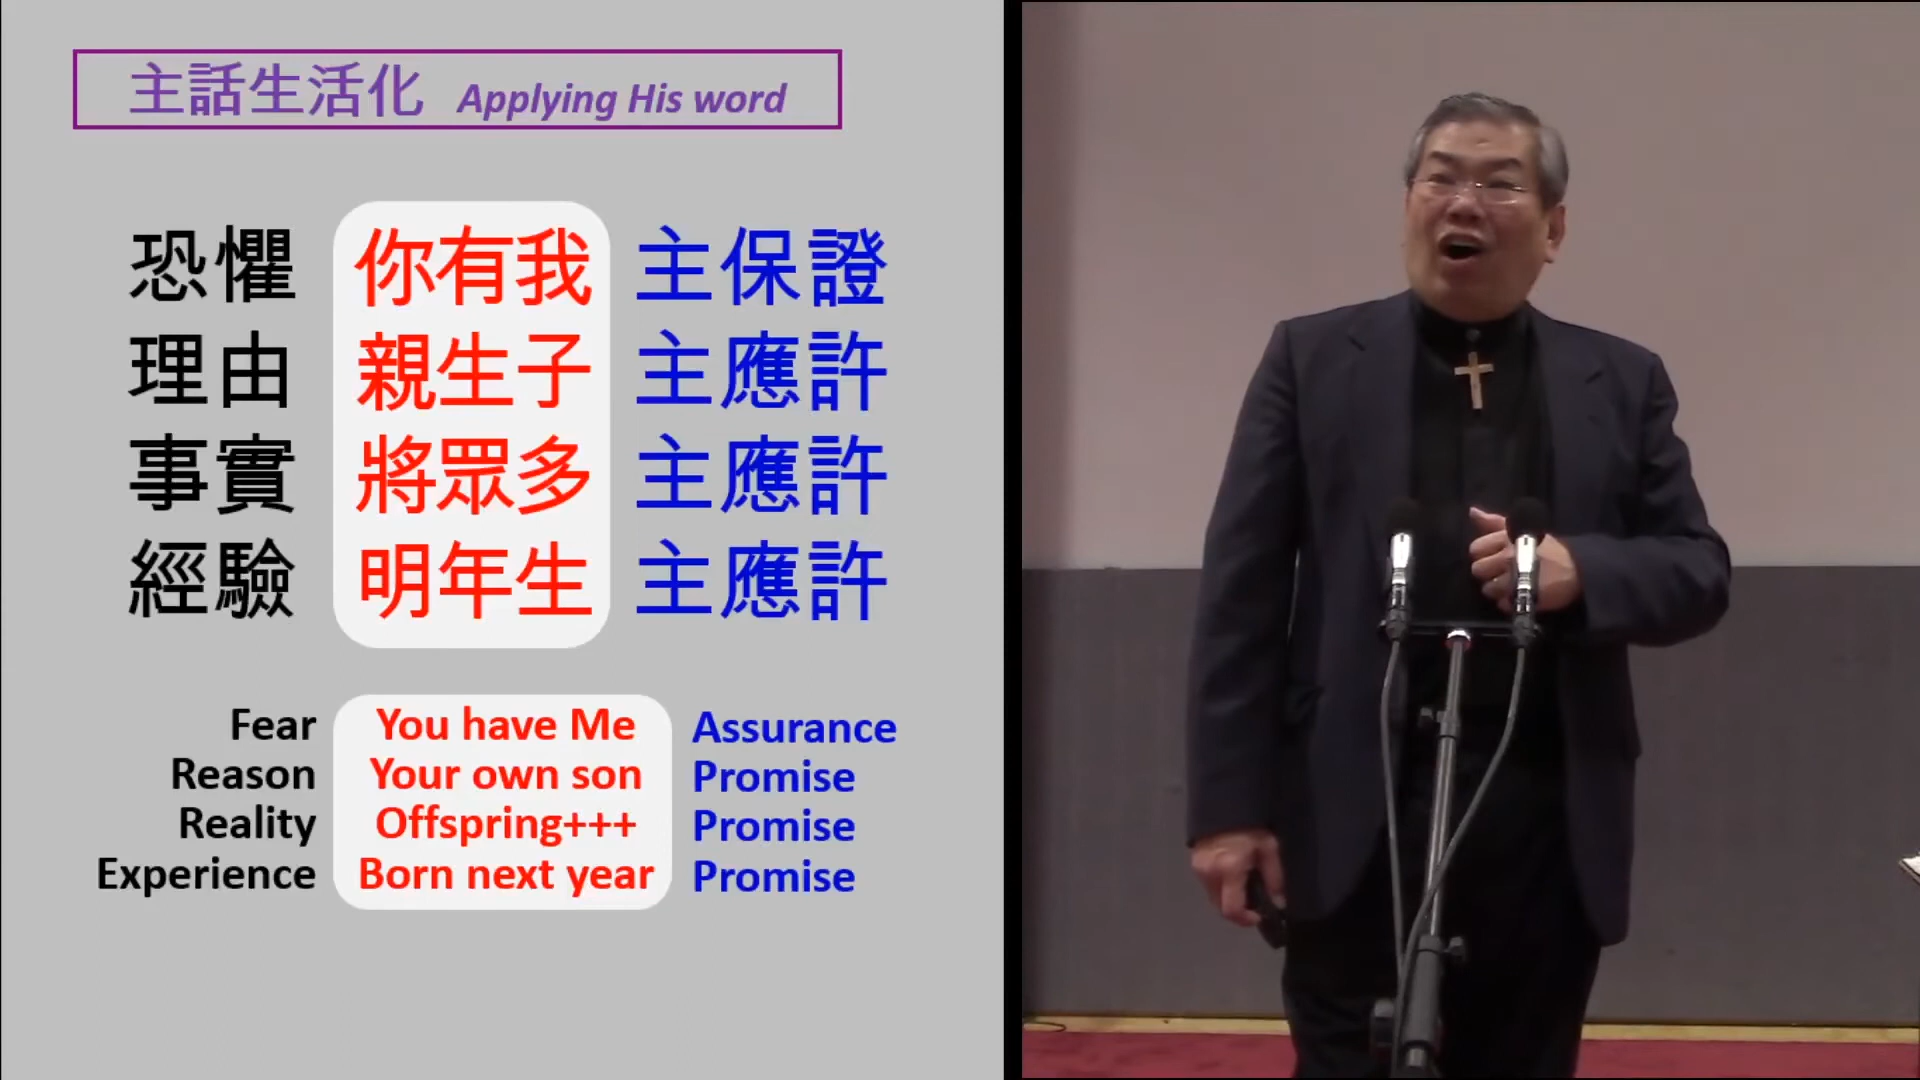 主話生活化 Applying His word
恐懼 你有我 主保證
理由 親生子 主應許
事實 將眾多 主應許
經驗 明年生 主應許
Fear You have Me Assurance
Reason Your own son Promise
Reality Offspring+++ Promise
Experience Born next year Promise